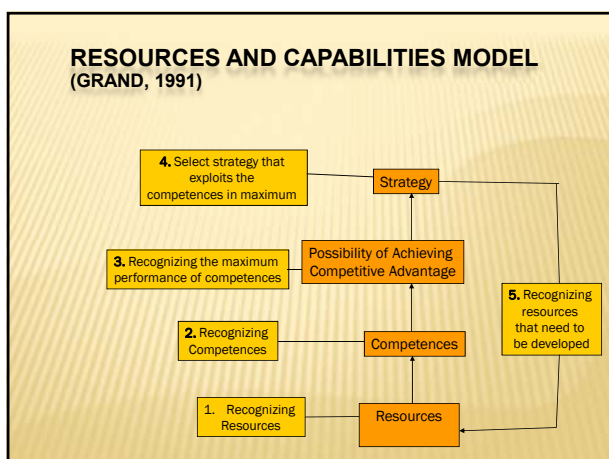 RESOURCES AND CAPABILITIES MODEL
(GRAND, 1991)
4. Select strategy that
exploits the
competences in maximum
Strategy
3. Recognizing the maximum
performance of competences
Possibility of Achieving
Competitive Advantage
5. Recognizing
resources
that need to
be developed
2. Recognizing
Competences
Competences
1. Recognizing
Resources
Resources